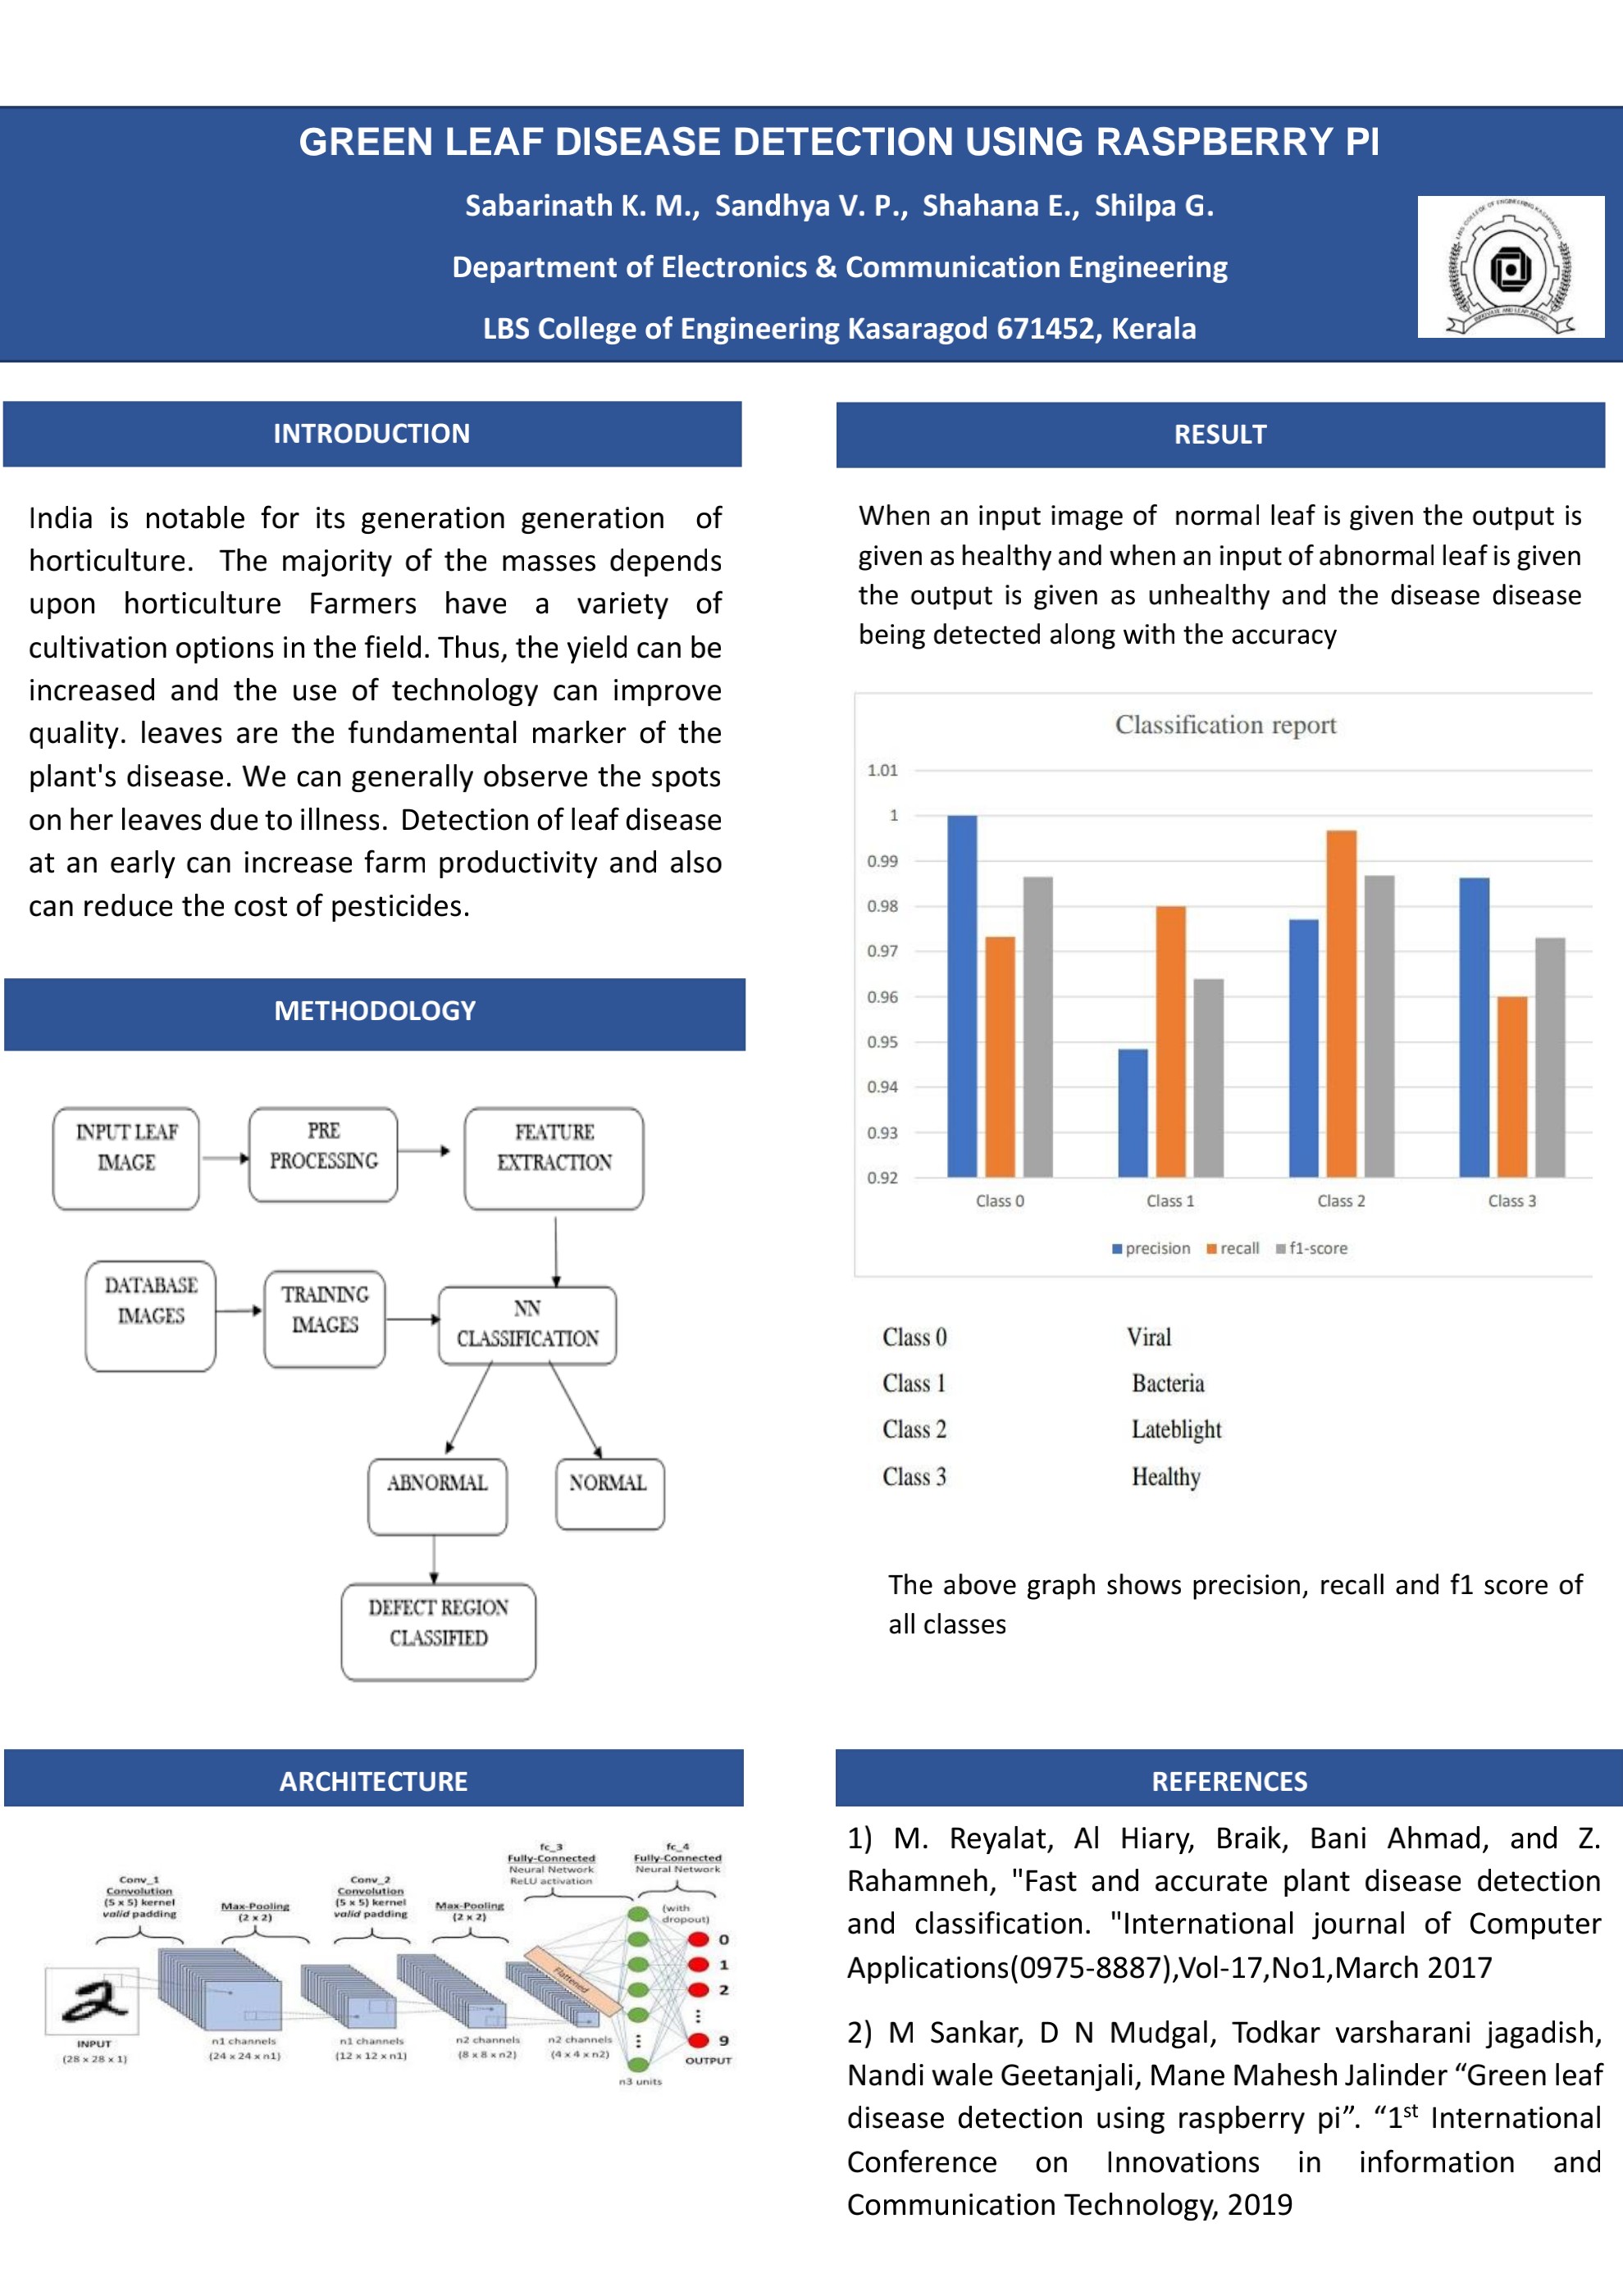 GREEN LEAF DISEASE DETECTION USING RASPBERRY PI
Sabarinath K. M., Sandhya V. P., Shahana E., Shilpa G.
Department of Electronics & Communication Engineering
LBS College of Engineering Kasaragod 671452, Kerala
LBS COLLEGE OF ENGINEERING KASARAGOD
INNOVATE AND LEAP AHEAD
INTRODUCTION
India is notable for its generation generation of
horticulture. The majority of the masses depends
upon horticulture Farmers have a variety of
cultivation options in the field. Thus, the yield can be
increased and the use of technology can improve
quality. leaves are the fundamental marker of the
plant's disease. We can generally observe the spots
on her leaves due to illness. Detection of leaf disease
at an early can increase farm productivity and also
can reduce the cost of pesticides.
METHODOLOGY
INPUT LEAF
IMAGE
PRE
PROCESSING
FEATURE
EXTRACTION
DATABASE
IMAGES
TRAINING
IMAGES
NN
CLASSIFICATION
ABNORMAL
NORMAL
DEFECT REGION
CLASSIFIED
ARCHITECTURE
Conv_1
Convolution
(5 x 5) kernel
valid padding
Max-Pooling
(2 x 2)
Conv_2
Convolution
(5 x 5) kernel
valid padding
Max-Pooling
(2 x 2)
fc_3
Fully-Connected
Neural Network
ReLU activation
fc_4
Fully-Connected
Neural Network
(with
dropout)
2
Flattened
0
1
2
9
INPUT
(28 x 28 x 1)
n1 channels
(24 x 24 x n1)
n1 channels
(12 x 12 x n1)
n2 channels
(8 x 8 x n2)
n2 channels
(4 x 4 x n2)
n3 units
OUTPUT
RESULT
When an input image of normal leaf is given the output is
given as healthy and when an input of abnormal leaf is given
the output is given as unhealthy and the disease disease
being detected along with the accuracy
Classification report
1.01
1
0.99
0.98
0.97
0.96
0.95
0.94
0.93
0.92
Class 0 Class 1 Class 2 Class 3
precision recall f1-score
Class 0 Viral
Class 1 Bacteria
Class 2 Lateblight
Class 3 Healthy
The above graph shows precision, recall and f1 score of
all classes
REFERENCES
1) M. Reyalat, Al Hiary, Braik, Bani Ahmad, and Z.
Rahamneh, "Fast and accurate plant disease detection
and classification. "International journal of Computer
Applications(0975-8887),Vol-17,No1,March 2017
2) M Sankar, D N Mudgal, Todkar varsharani jagadish,
Nandi wale Geetanjali, Mane Mahesh Jalinder “Green leaf
disease detection using raspberry pi”. “1st International
Conference on Innovations in information and
Communication Technology, 2019